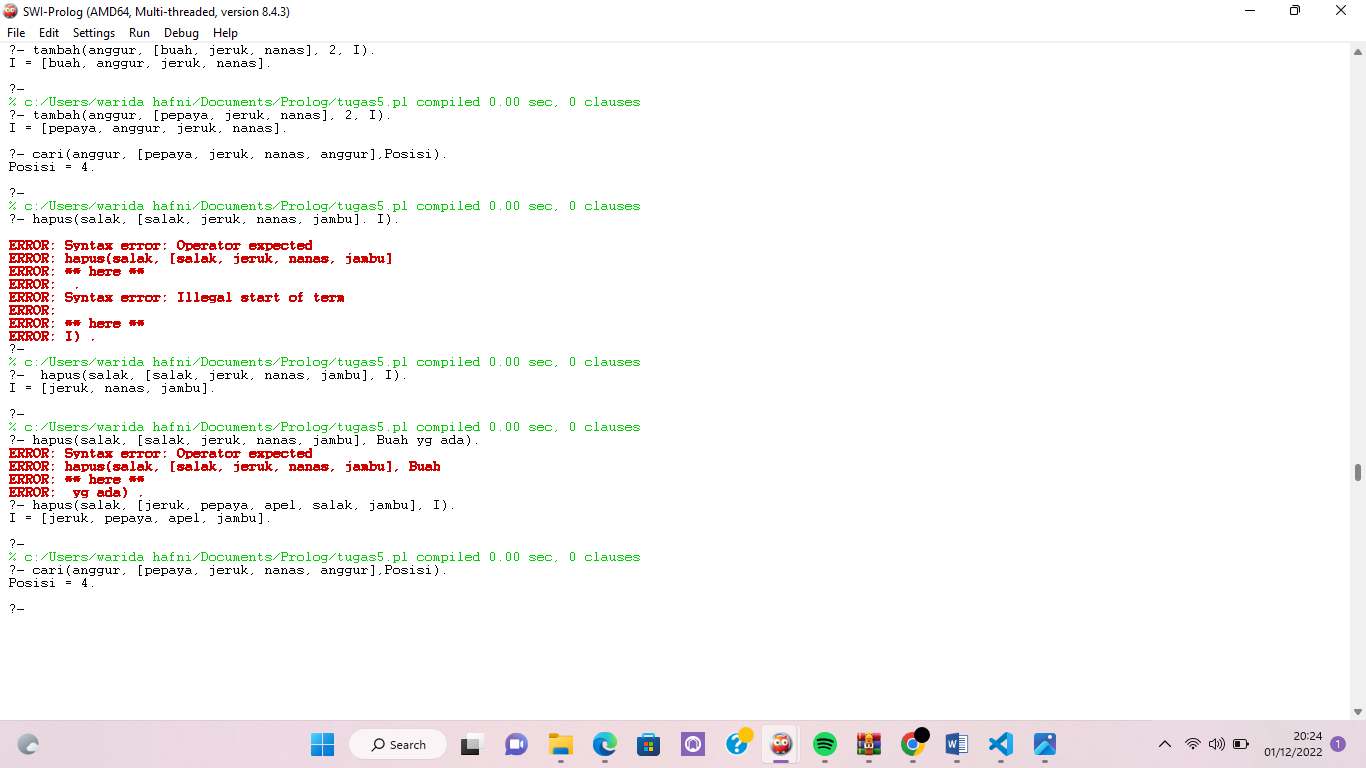 SWI-Prolog (AMD64, Multi-threaded, version 8.4.3)
File Edit Settings Run Debug Help
?- tambah(anggur, [buah, jeruk, nanas], 2, I).
I = [buah, anggur, jeruk, nanas].
?-
% c:/Users/warida hafni/Documents/Prolog/tugas5.pl compiled 0.00 sec, 0 clauses
?- tambah(anggur, [pepaya, jeruk, nanas], 2, I).
I = [pepaya, anggur, jeruk, nanas].
?- cari(anggur, [pepaya, jeruk, nanas, anggur],Posisi).
Posisi = 4.
?-
% c:/Users/warida hafni/Documents/Prolog/tugas5.pl compiled 0.00 sec, 0 clauses
?- hapus(salak, [salak, jeruk, nanas, jambu]. I).
ERROR: Syntax error: Operator expected
ERROR: hapus(salak, [salak, jeruk, nanas, jambu]
ERROR: ** here **
ERROR:  .
ERROR: Syntax error: Illegal start of term
ERROR:
ERROR: ** here **
ERROR: I) .
?-
% c:/Users/warida hafni/Documents/Prolog/tugas5.pl compiled 0.00 sec, 0 clauses
?-  hapus(salak, [salak, jeruk, nanas, jambu], I).
I = [jeruk, nanas, jambu].
?-
% c:/Users/warida hafni/Documents/Prolog/tugas5.pl compiled 0.00 sec, 0 clauses
?- hapus(salak, [salak, jeruk, nanas, jambu], Buah yg ada).
ERROR: Syntax error: Operator expected
ERROR: hapus(salak, [salak, jeruk, nanas, jambu], Buah
ERROR: ** here **
ERROR:  yg ada) .
?- hapus(salak, [jeruk, pepaya, apel, salak, jambu], I).
I = [jeruk, pepaya, apel, jambu].
?-
% c:/Users/warida hafni/Documents/Prolog/tugas5.pl compiled 0.00 sec, 0 clauses
?- cari(anggur, [pepaya, jeruk, nanas, anggur],Posisi).
Posisi = 4.
?-
Search
20:24
01/12/2022
1